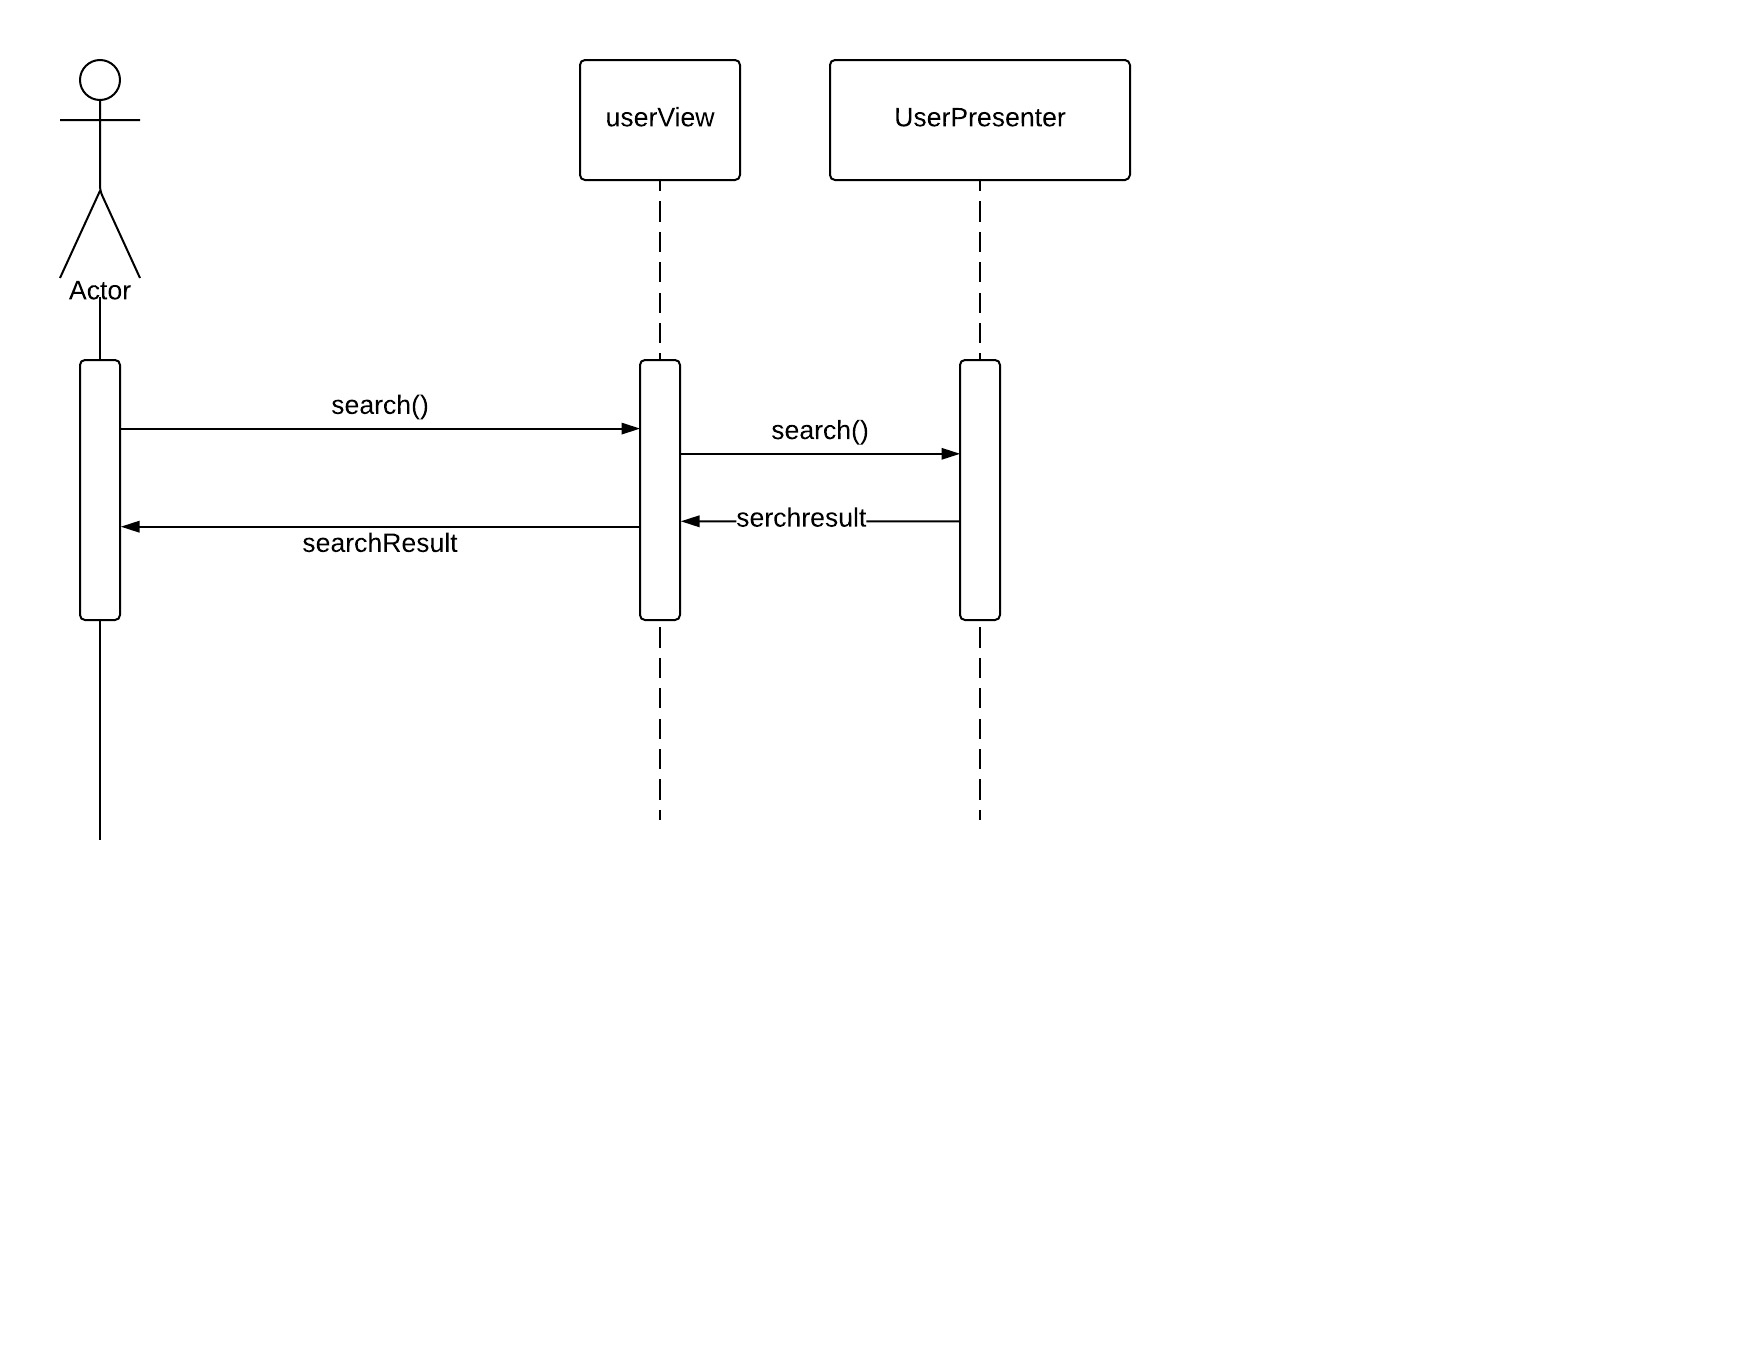 userView
UserPresenter
Actor
search()
search()
serchresult
searchResult